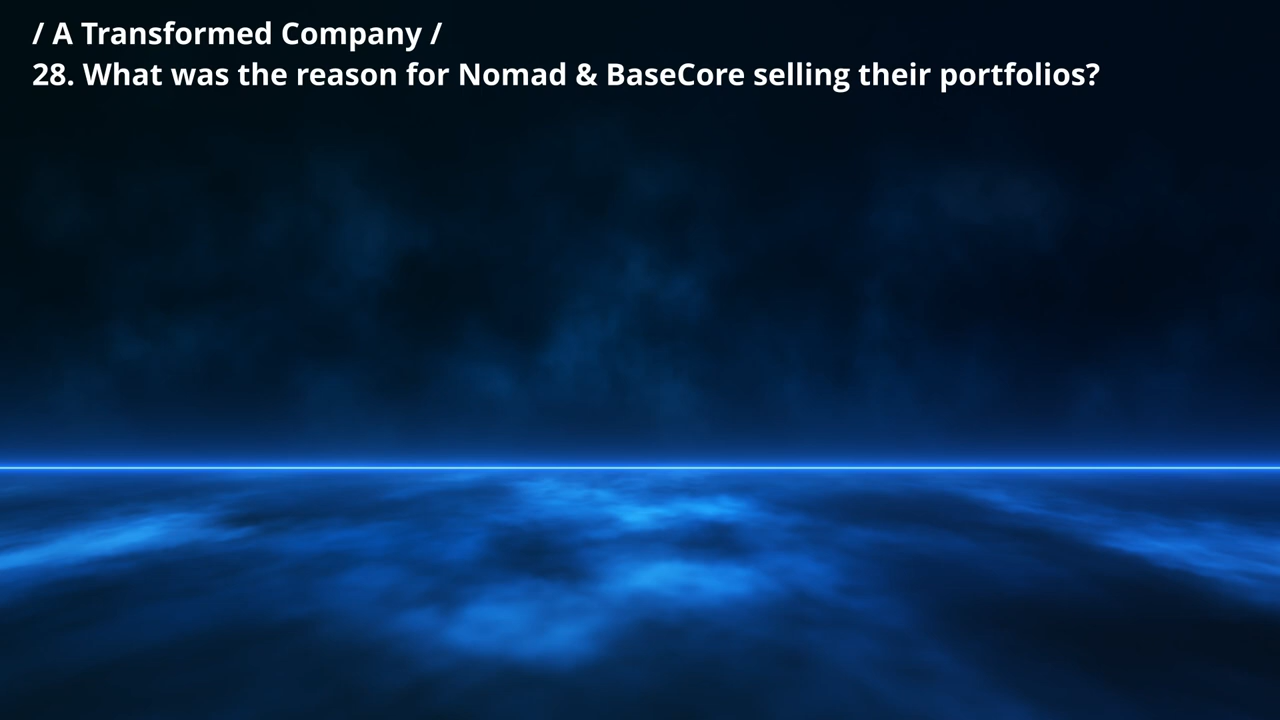 / A Transformed Company /
28. What was the reason for Nomad & BaseCore selling their portfolios?